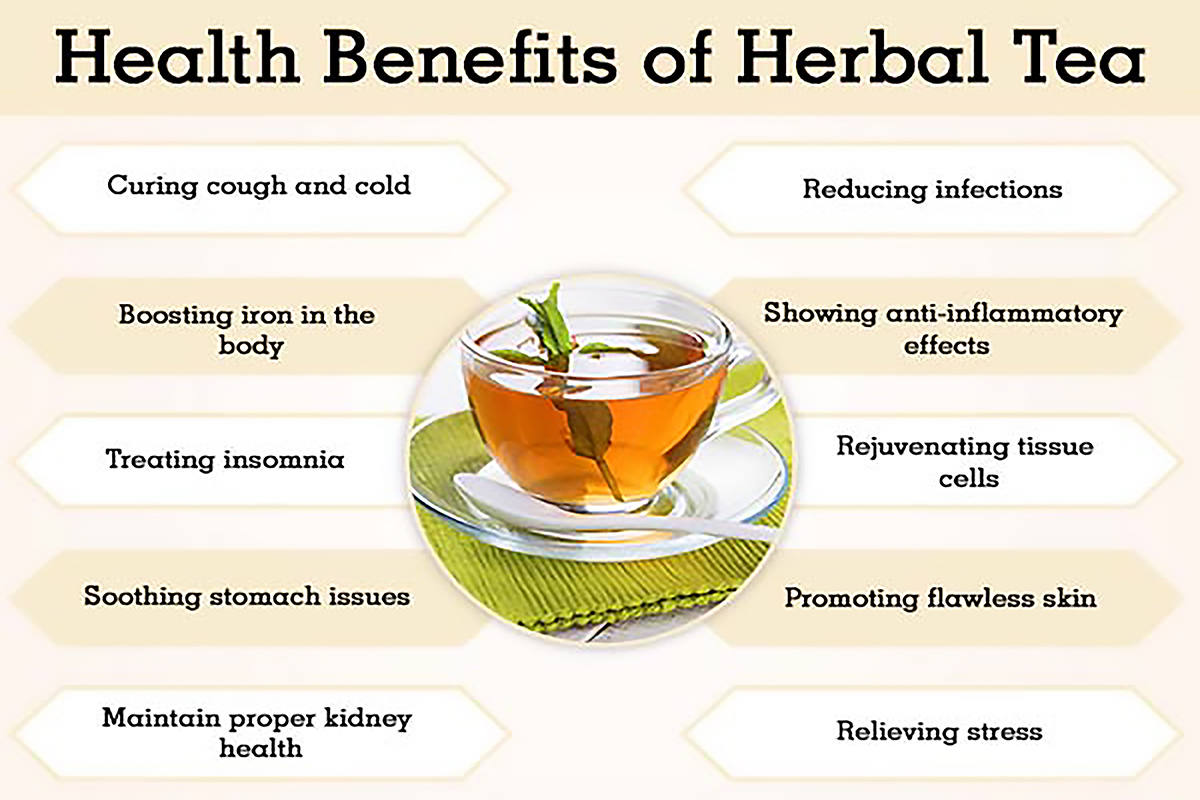 Health Benefits of Herbal Tea
Curing cough and cold
Boosting iron in the
body
Treating insomnia
Soothing stomach issues
Maintain proper kidney
health
Reducing infections
Showing anti-inflammatory
effects
Rejuvenating tissue
cells
Promoting flawless skin
Relieving stress